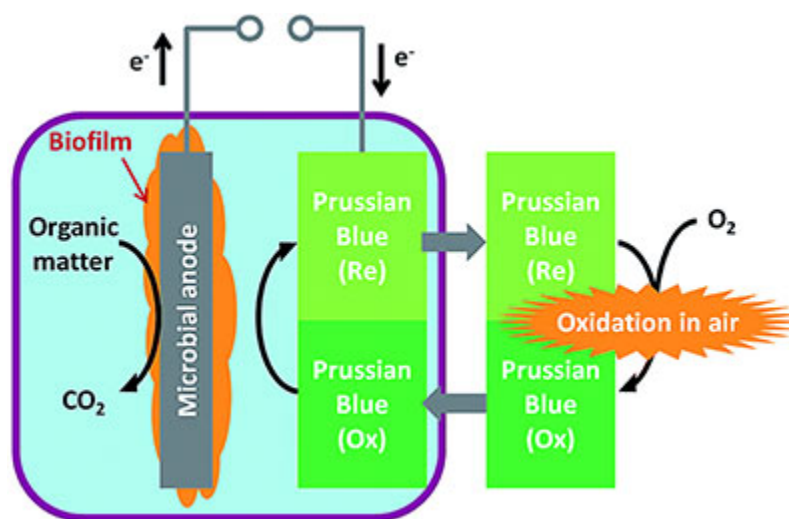 e-
e-
Biofilm
Organic
matter
CO₂
Microbial anode
Prussian
Blue
(Re)
Prussian
Blue
(Ox)
Prussian
Blue
(Re)
Prussian
Blue
(Ox)
O₂
Oxidation in air